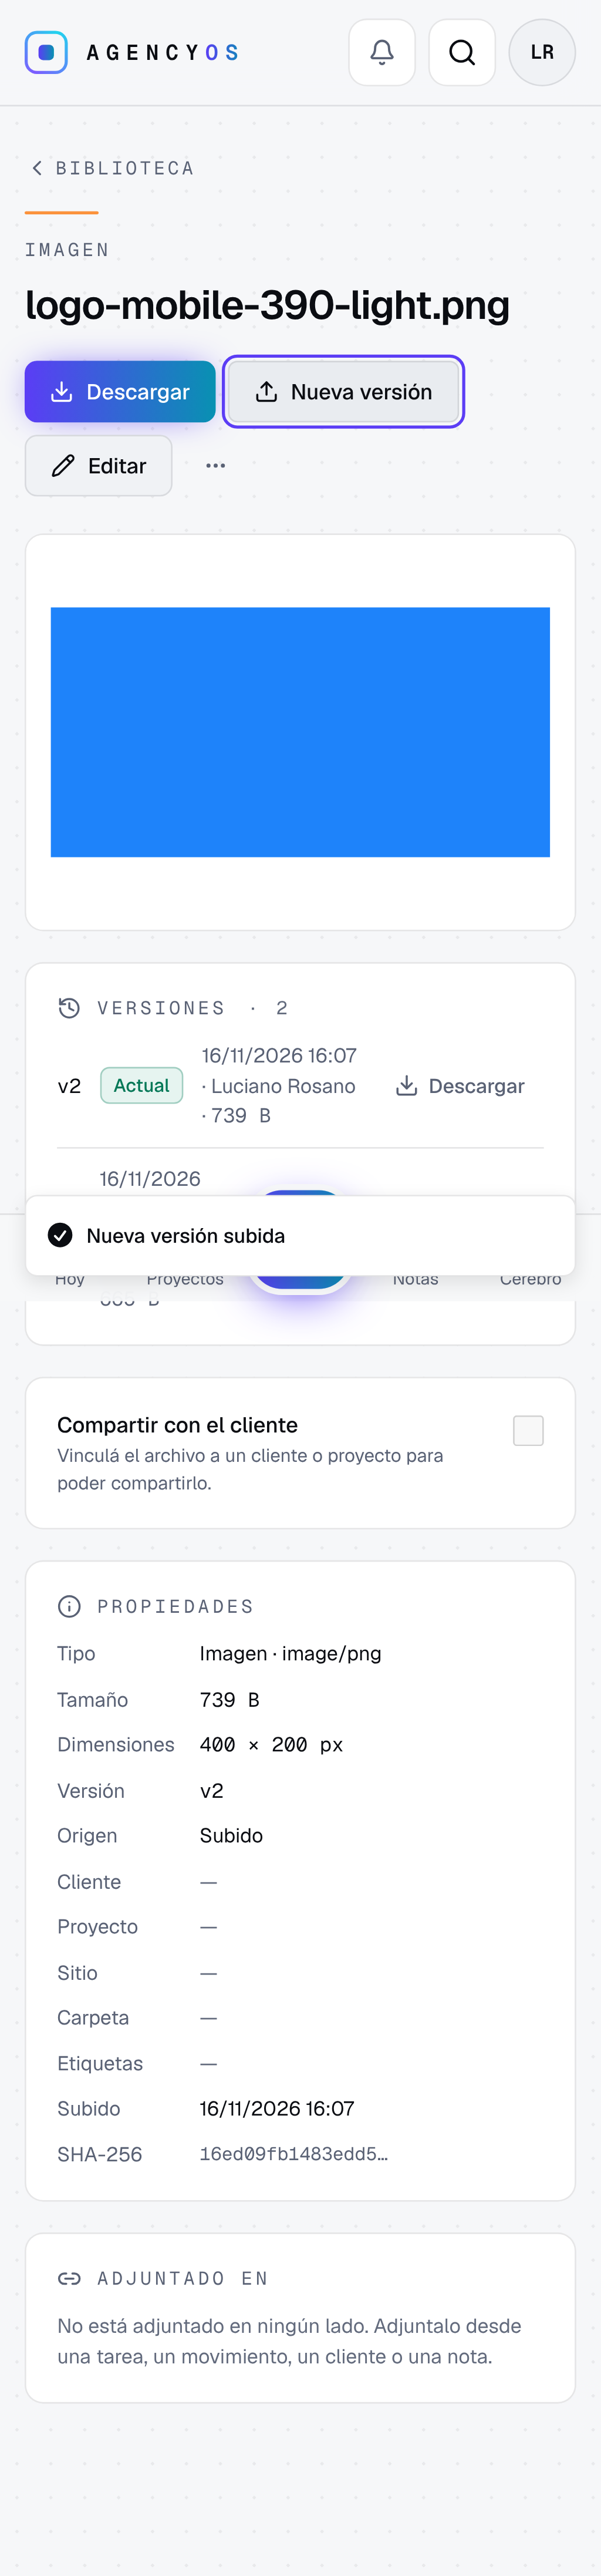 AGENCYOS
LR
BIBLIOTECA
IMAGEN
logo-mobile-390-light.png
Descargar
Nueva versión
Editar
VERSIONES · 2
v2
Actual
16/11/2026 16:07
· Luciano Rosano
· 739 B
Descargar
16/11/2026
Nueva versión subida
Hoy
Proyectos
Notas
Cerebro
Compartir con el cliente
Vinculá el archivo a un cliente o proyecto para
poder compartirlo.
PROPIEDADES
Tipo
Imagen · image/png
Tamaño
739 B
Dimensiones
400 × 200 px
Versión
v2
Origen
Subido
Cliente
—
Proyecto
—
Sitio
—
Carpeta
—
Etiquetas
—
Subido
16/11/2026 16:07
SHA-256
16ed09fb1483edd5…
ADJUNTADO EN
No está adjuntado en ningún lado. Adjuntalo desde
una tarea, un movimiento, un cliente o una nota.